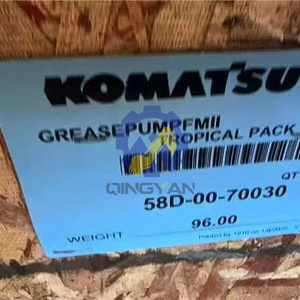 KOMATSU
GREASEPUMPFMII
TROPICAL PACK
QT
QINGYAN
58D-00-70030
96.00
WEIGHT